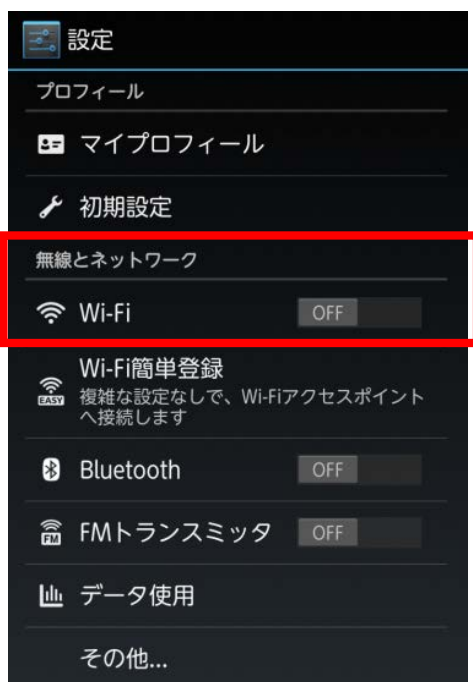 設定
プロフィール
マイプロフィール
初期設定
無線とネットワーク
Wi-Fi OFF
Wi-Fi簡単登録
EASY
複雑な設定なしで、Wi-Fiアクセスポイント
へ接続します
Bluetooth OFF
FM
FMトランスミッタ OFF
データ使用
その他...